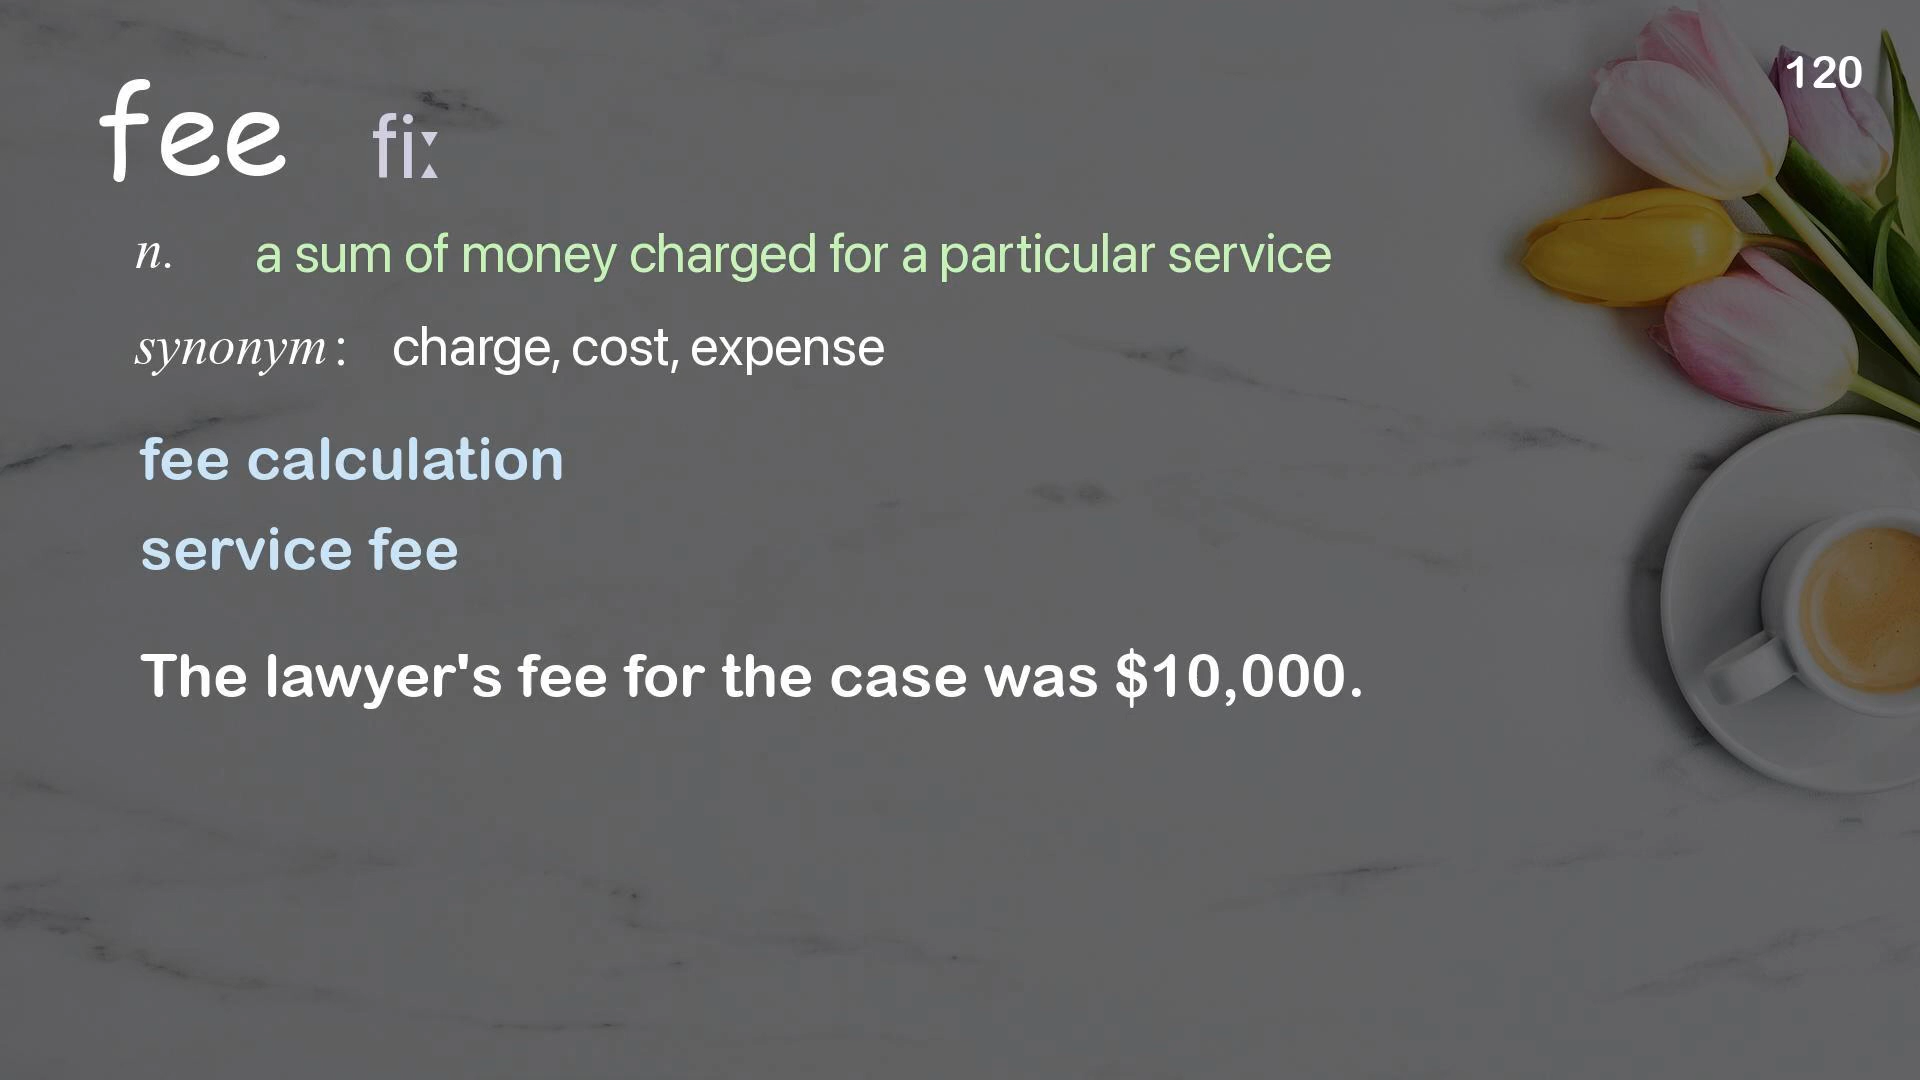 120
fee fiː
n. a sum of money charged for a particular service
synonym: charge, cost, expense
fee calculation
service fee
The lawyer's fee for the case was $10,000.